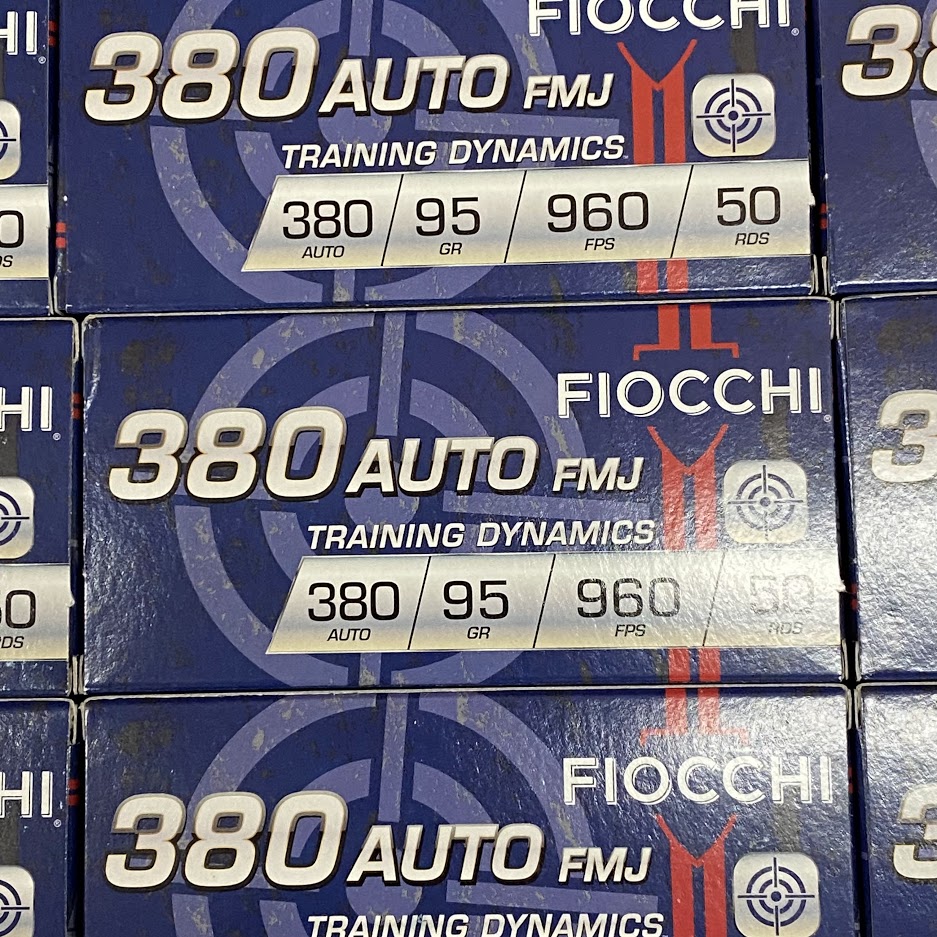 FIOCCHI®
380 AUTO FMJ
TRAINING DYNAMICS™
380 95 960 50
AUTO GR FPS RDS
FIOCCHI®
380 AUTO FMJ
TRAINING DYNAMICS
380 95 960 50
AUTO GR FPS RDS
FIOCCHI
380 AUTO FMJ
TRAINING DYNAMICS